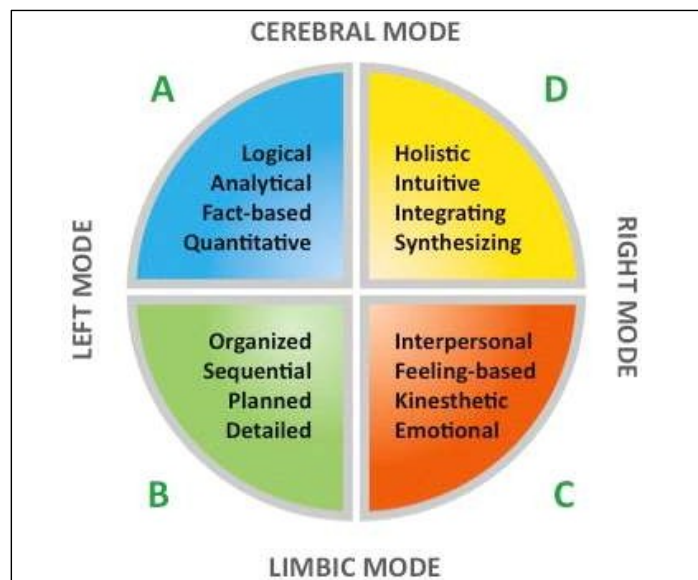 CEREBRAL MODE
A
D
Logical
Analytical
Fact-based
Quantitative
Holistic
Intuitive
Integrating
Synthesizing
LEFT MODE
RIGHT MODE
Organized
Sequential
Planned
Detailed
Interpersonal
Feeling-based
Kinesthetic
Emotional
B
C
LIMBIC MODE